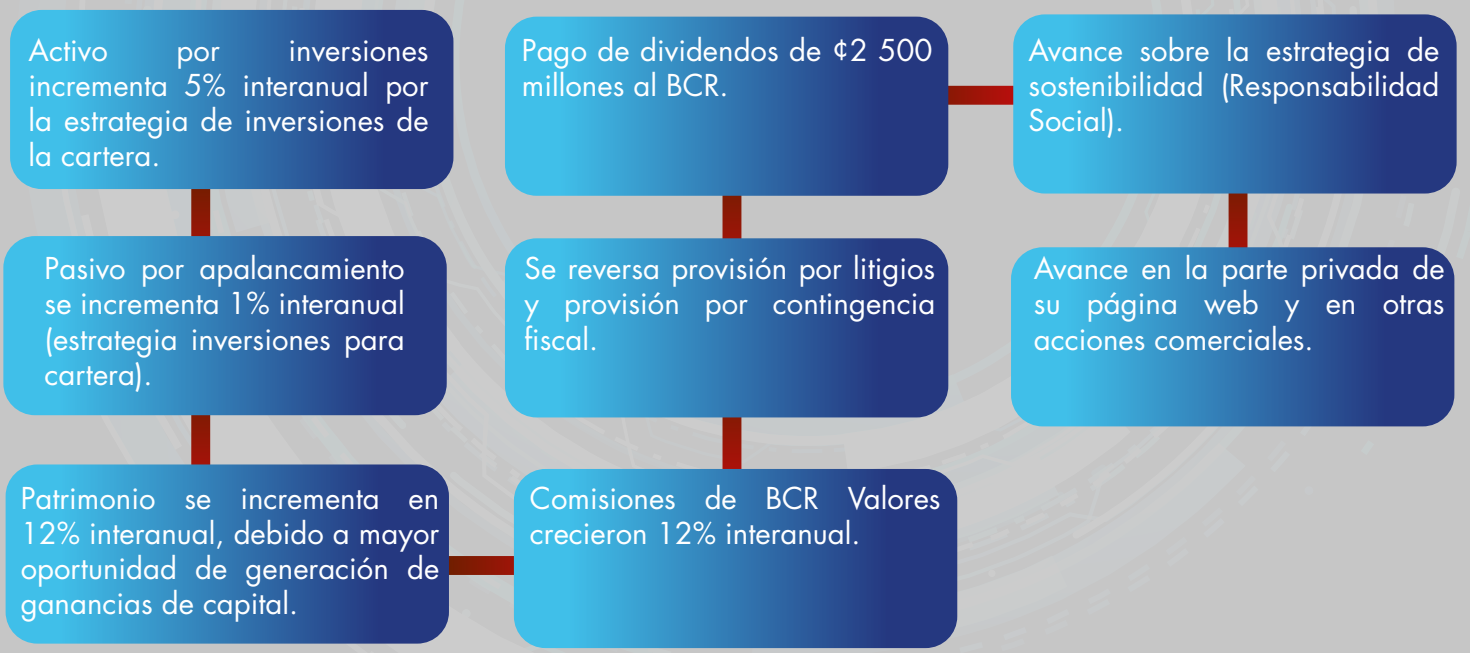 Activo por inversiones
incrementa 5% interanual por
la estrategia de inversiones de
la cartera.
Pasivo por apalancamiento
se incrementa 1% interanual
(estrategia inversiones para
cartera).
Patrimonio se incrementa en
12% interanual, debido a mayor
oportunidad de generación de
ganancias de capital.
Comisiones de BCR Valores
crecieron 12% interanual.
Se reversa provisión por litigios
y provisión por contingencia
fiscal.
Pago de dividendos de ¢2 500
millones al BCR.
Avance sobre la estrategia de
sostenibilidad (Responsabilidad
Social).
Avance en la parte privada de
su página web y en otras
acciones comerciales.